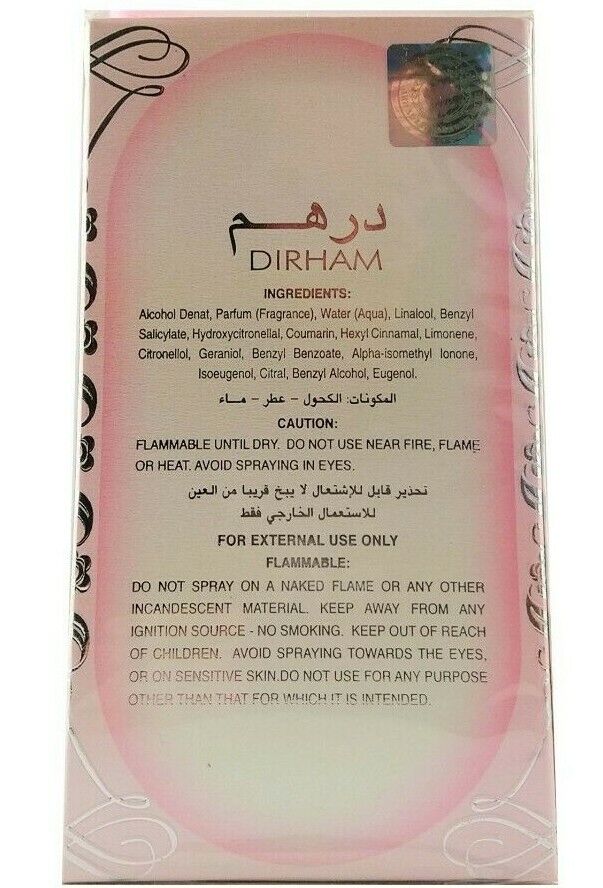 درهم
DIRHAM
INGREDIENTS:
Alcohol Denat, Parfum (Fragrance), Water (Aqua), Linalool, Benzyl
Salicylate, Hydroxycitronellal, Coumarin, Hexyl Cinnamal, Limonene,
Citronellol, Geraniol, Benzyl Benzoate, Alpha-isomethyl Ionone,
Isoeugenol, Citral, Benzyl Alcohol, Eugenol.
المكونات: الكحول - عطر - ماء
CAUTION:
FLAMMABLE UNTIL DRY. DO NOT USE NEAR FIRE, FLAME
OR HEAT. AVOID SPRAYING IN EYES.
تحذير قابل للإشتعال لا يبخ قريبا من العين
للاستعمال الخارجي فقط
FOR EXTERNAL USE ONLY
FLAMMABLE:
DO NOT SPRAY ON A NAKED FLAME OR ANY OTHER
INCANDESCENT MATERIAL. KEEP AWAY FROM ANY
IGNITION SOURCE - NO SMOKING. KEEP OUT OF REACH
OF CHILDREN. AVOID SPRAYING TOWARDS THE EYES,
OR ON SENSITIVE SKIN.DO NOT USE FOR ANY PURPOSE
OTHER THAN THAT FOR WHICH IT IS INTENDED.